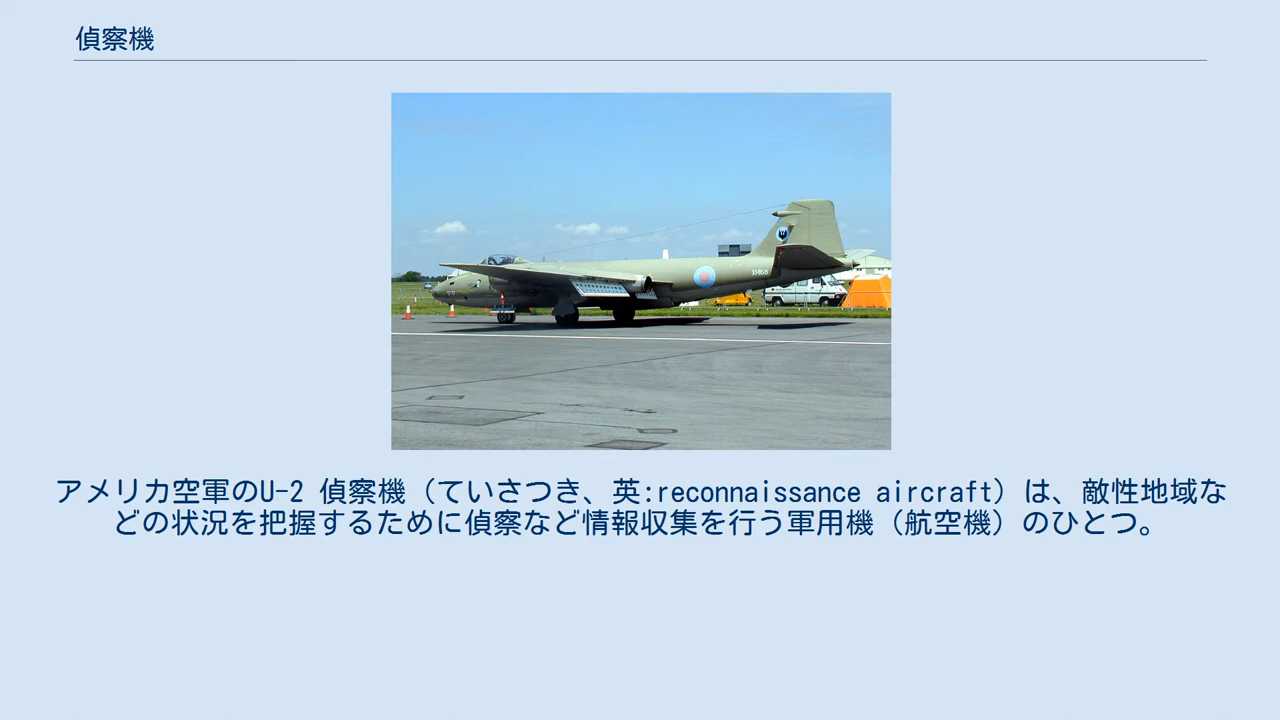 偵察機
XH168
アメリカ空軍のU-2 偵察機（ていさつき、英:reconnaissance aircraft）は、敵性地域な
どの状況を把握するために偵察など情報収集を行う軍用機（航空機）のひとつ。